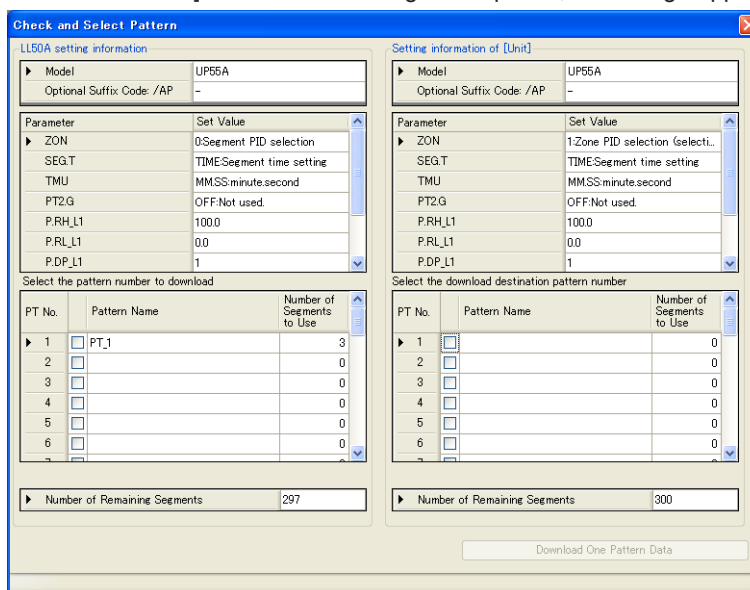 Check and Select Pattern
LL50A setting information
Model UP55A
Optional Suffix Code: /AP -
Parameter Set Value
ZON 0:Segment PID selection
SEG.T TIME:Segment time setting
TMU MM.SS:minute.second
PT2.G OFF:Not used.
P.RH_L1 100.0
P.RL_L1 0.0
P.DP_L1 1
Select the pattern number to download
PT No. Pattern Name Number of Segments to Use
1 PT_1 3
2 0
3 0
4 0
5 0
6 0
Number of Remaining Segments 297
Setting information of [Unit]
Model UP55A
Optional Suffix Code: /AP -
Parameter Set Value
ZON 1:Zone PID selection (selecti...
SEG.T TIME:Segment time setting
TMU MM.SS:minute.second
PT2.G OFF:Not used.
P.RH_L1 100.0
P.RL_L1 0.0
P.DP_L1 1
Select the download destination pattern number
PT No. Pattern Name Number of Segments to Use
1 0
2 0
3 0
4 0
5 0
6 0
Number of Remaining Segments 300
Download One Pattern Data